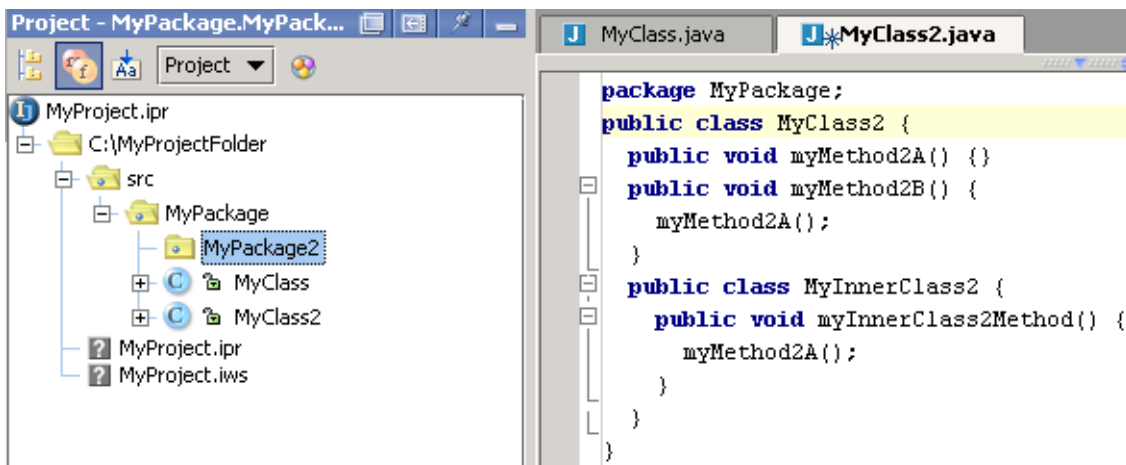 Project - MyPackage.MyPack...
Project
MyProject.ipr
C:\MyProjectFolder
src
MyPackage
MyPackage2
MyClass
MyClass2
MyProject.ipr
MyProject.iws
MyClass.java
MyClass2.java
package MyPackage;
public class MyClass2 {
public void myMethod2A() {}
public void myMethod2B() {
myMethod2A();
}
public class MyInnerClass2 {
public void myInnerClass2Method() {
myMethod2A();
}
}
}